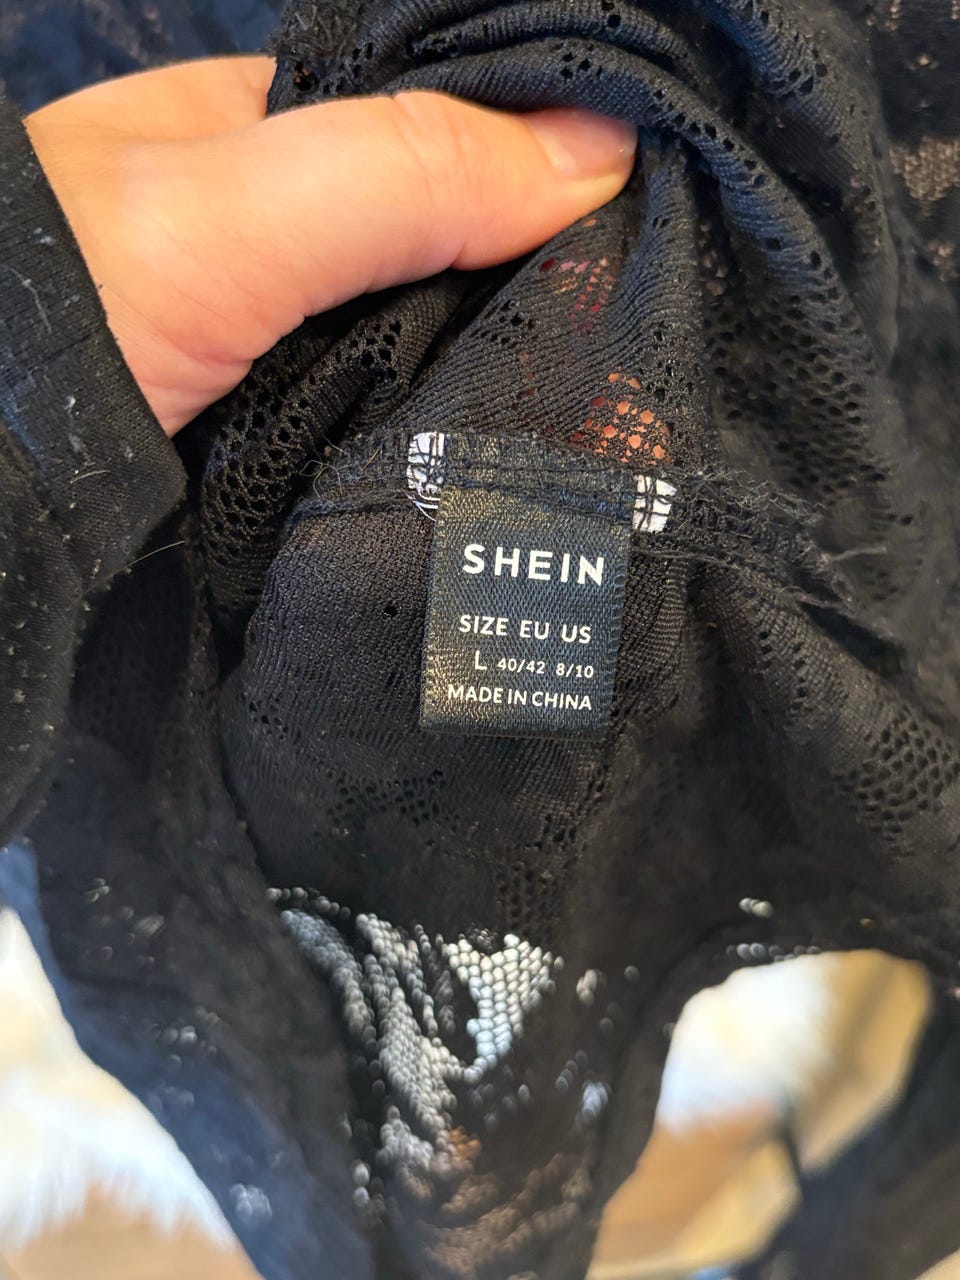 SHEIN
SIZE EU US
L 40/42 8/10
MADE IN CHINA